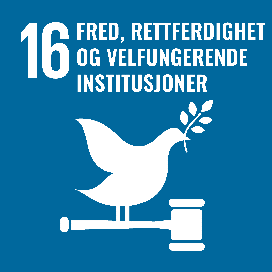 16 FRED, RETTFERDIGHET
OG VELFUNGERENDE
INSTITUSJONER